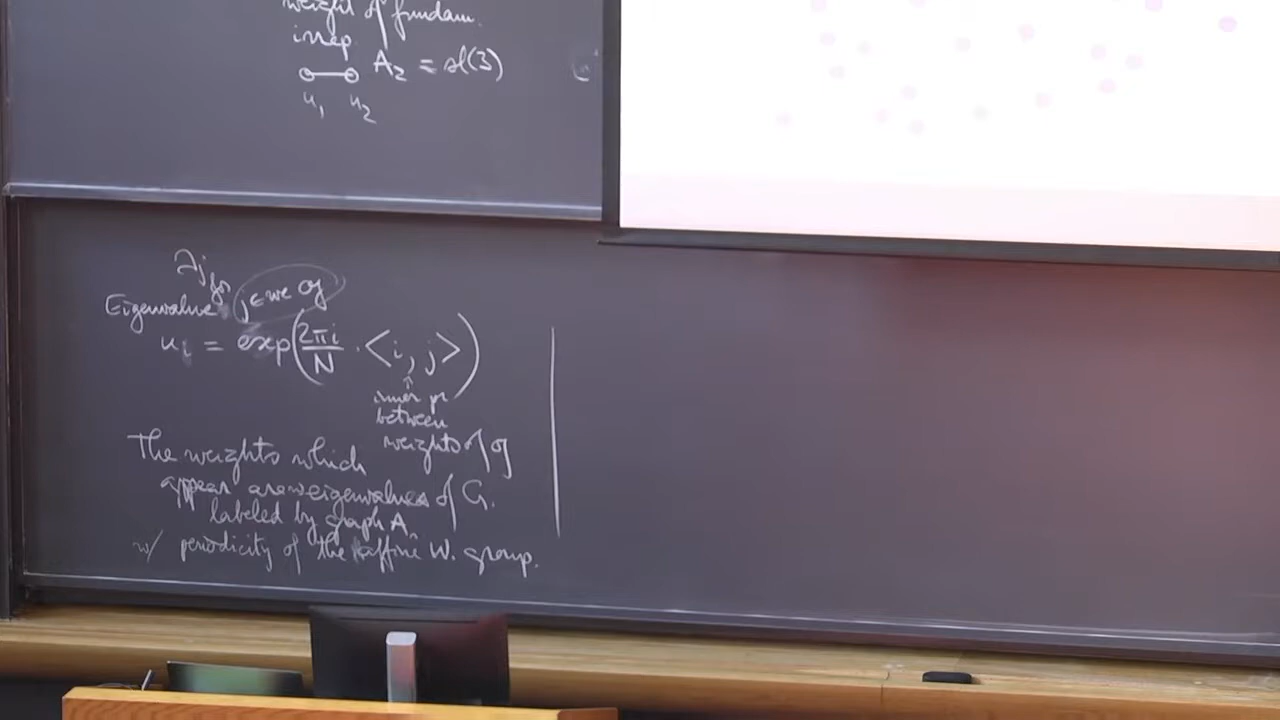 weight of fundam.
irrep.
A₂ = sl(3)
u₁ u₂
λj for
Eigenvalue j ∈ we g
uᵢ = exp(2πi/N · <i, j>)
↑
inner pr
between
weights of g
The weights which
appear are eigenvalues of G.
labeled by graph A,
w/ periodicity of the affine W. group.